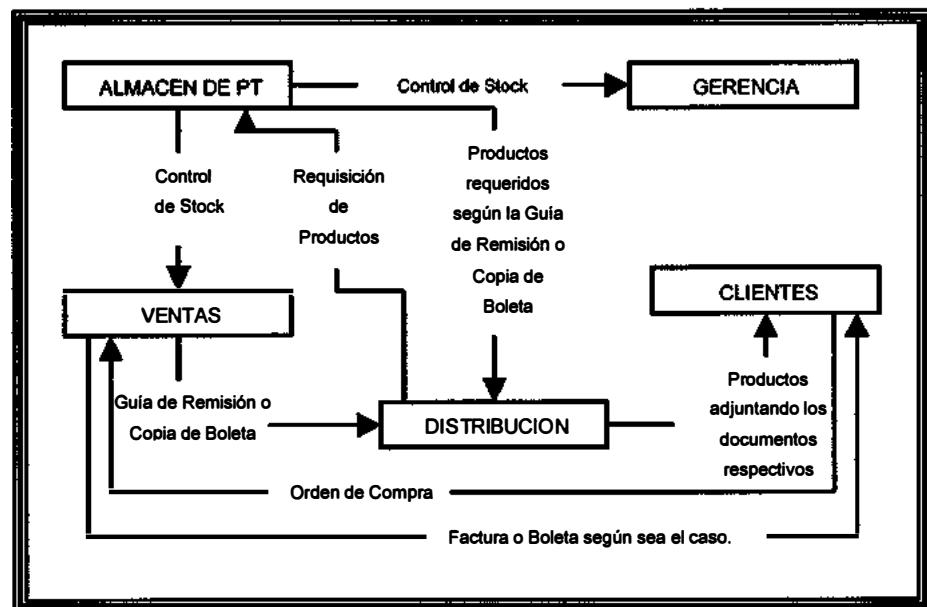 ALMACEN DE PT
Control de Stock
GERENCIA
Control
de Stock
Requisición
de
Productos
Productos
requeridos
según la Guía
de Remisión o
Copia de
Boleta
CLIENTES
VENTAS
Guía de Remisión o
Copia de Boleta
DISTRIBUCION
Productos
adjuntando los
documentos
respectivos
Orden de Compra
Factura o Boleta según sea el caso.